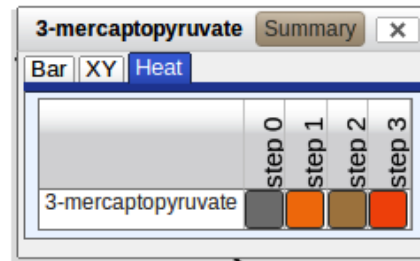 3-mercaptopyruvate Summary ×
Bar XY Heat
step 0 step 1 step 2 step 3
3-mercaptopyruvate